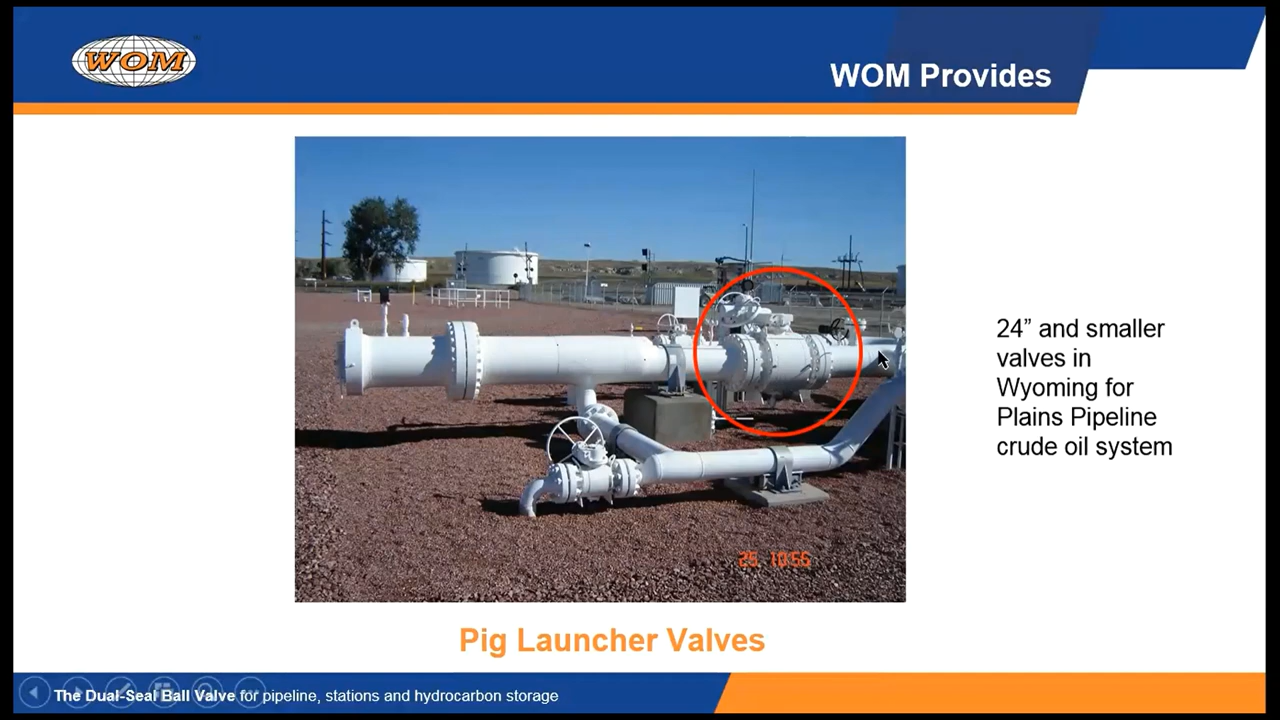 WOM
WOM Provides
24” and smaller
valves in
Wyoming for
Plains Pipeline
crude oil system
25 10:55
Pig Launcher Valves
The Dual-Seal Ball Valve for pipeline, stations and hydrocarbon storage